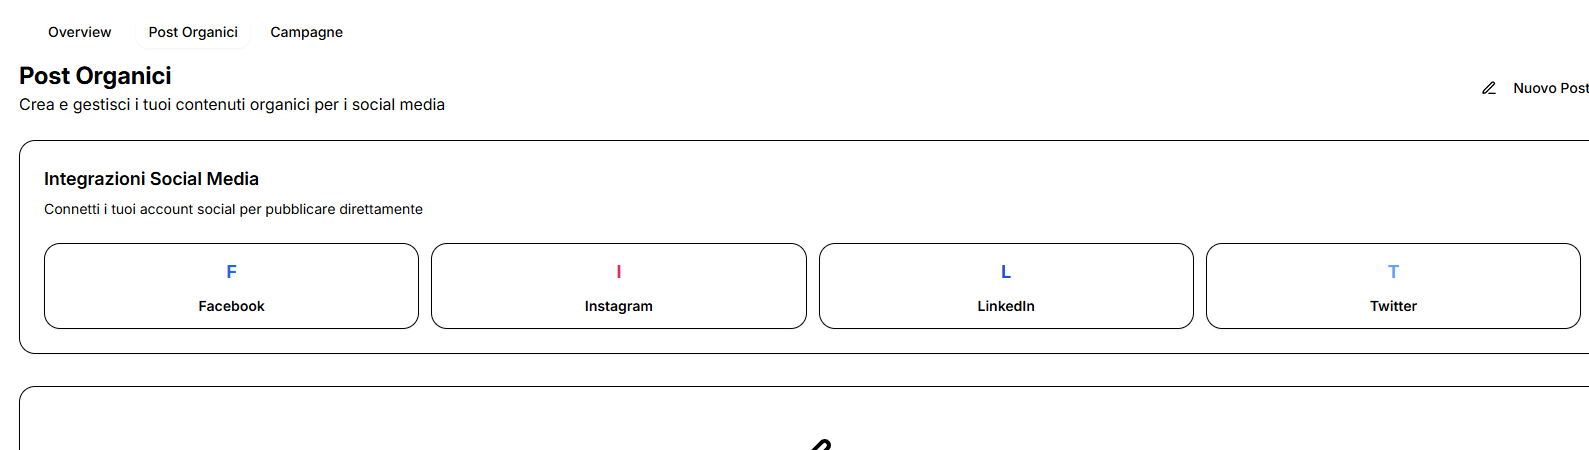 Overview Post Organici Campagne
Post Organici
Crea e gestisci i tuoi contenuti organici per i social media
Nuovo Post
Integrazioni Social Media
Connetti i tuoi account social per pubblicare direttamente
F I L T
Facebook Instagram LinkedIn Twitter